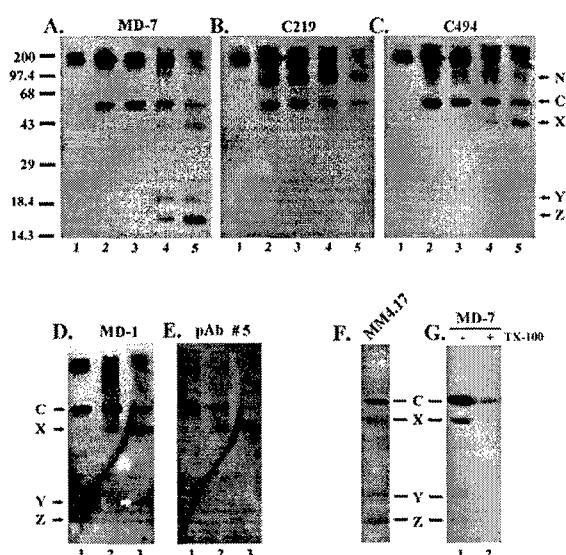 A. MD-7 B. C219 C. C494
200
97.4
68
43
29
18.4
14.3
N
C
X
Y
Z
1 2 3 4 5 1 2 3 4 5 1 2 3 4 5
D. MD-1 E. pAb #5 F. MM4.17 G. MD-7
- + TX-100
C
X
Y
Z
1 2 3 1 2 3
C
X
Y
Z
1 2